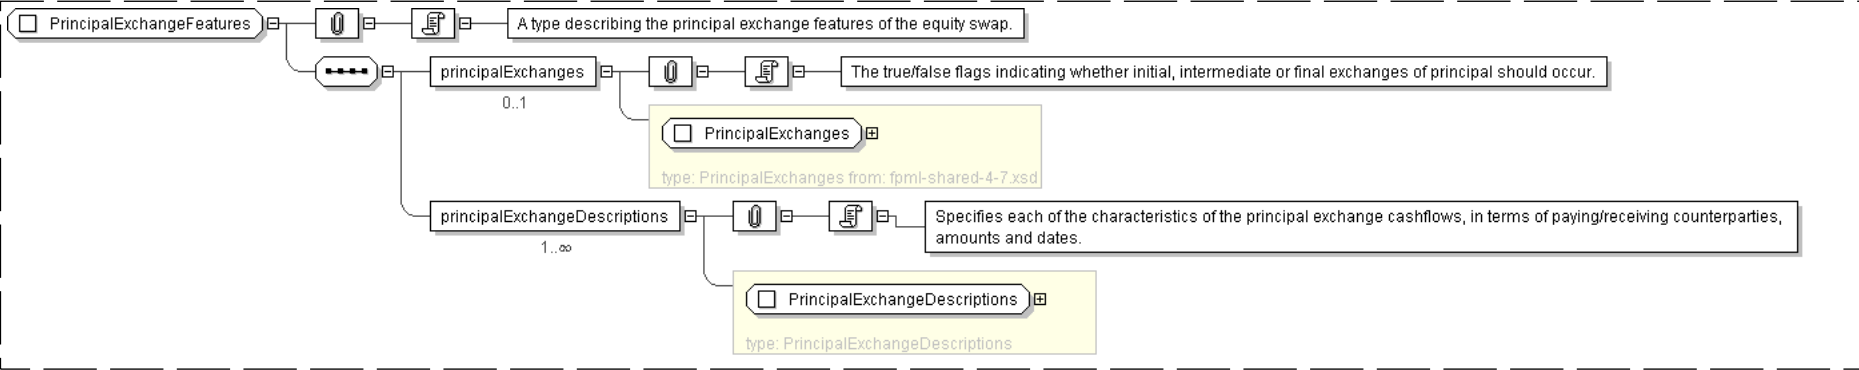 PrincipalExchangeFeatures
A type describing the principal exchange features of the equity swap.
principalExchanges
The true/false flags indicating whether initial, intermediate or final exchanges of principal should occur.
0..1
PrincipalExchanges
type: PrincipalExchanges from: fpml-shared-4-7.xsd
principalExchangeDescriptions
Specifies each of the characteristics of the principal exchange cashflows, in terms of paying/receiving counterparties,
amounts and dates.
1..∞
PrincipalExchangeDescriptions
type: PrincipalExchangeDescriptions